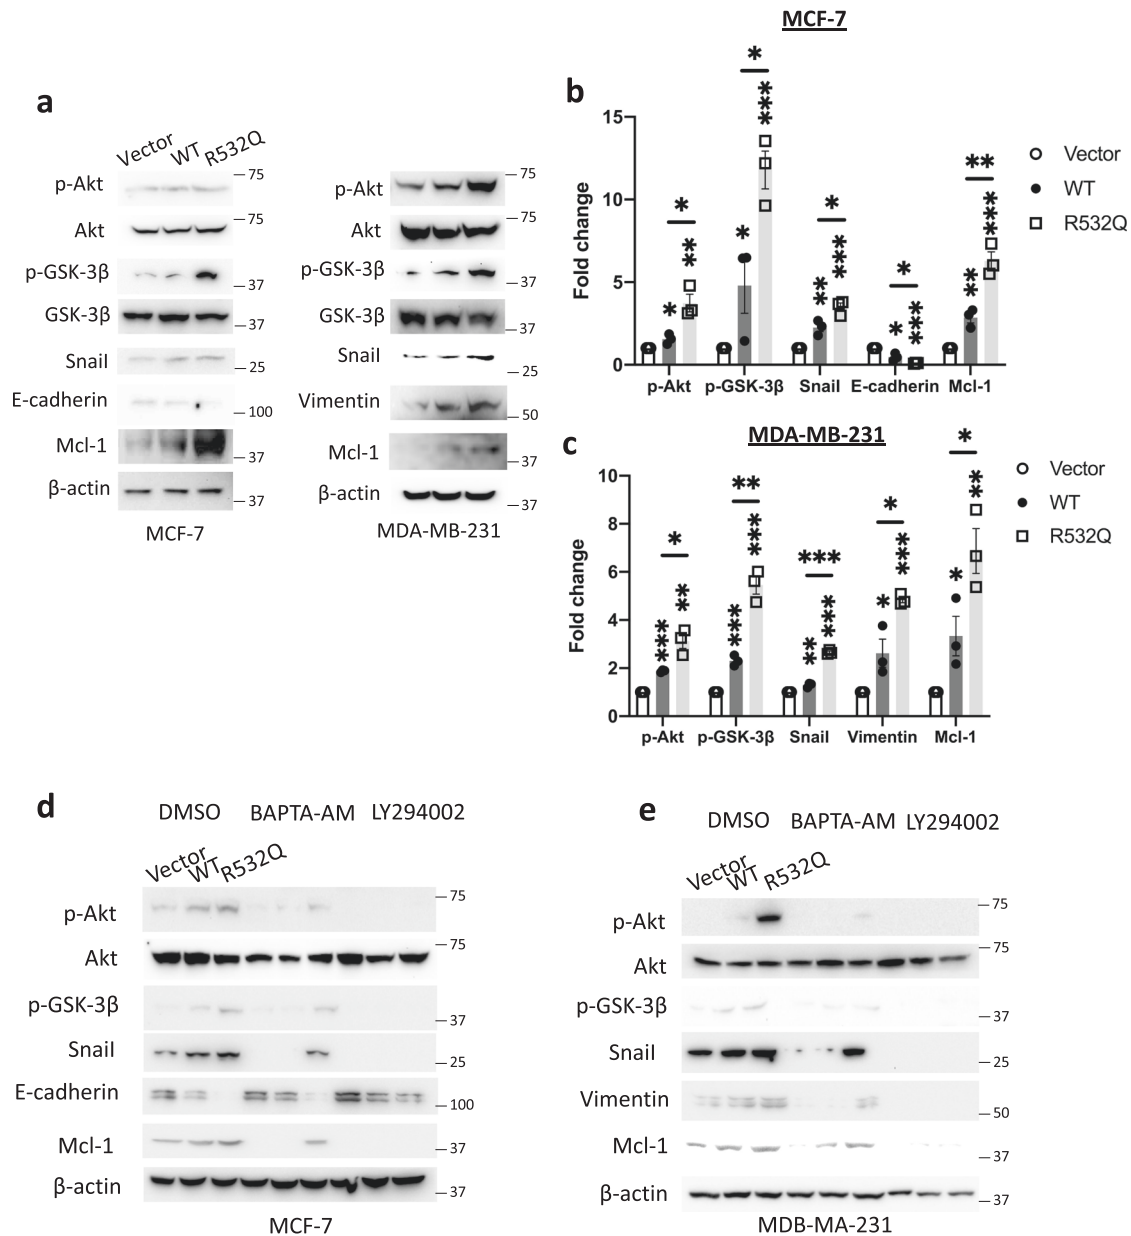 a
Vector WT R532Q
p-Akt
75
Akt
75
p-GSK-3β
37
GSK-3β
37
Snail
25
E-cadherin
100
Mcl-1
37
β-actin
37
MCF-7
p-Akt
75
Akt
75
p-GSK-3β
37
GSK-3β
37
Snail
25
Vimentin
50
Mcl-1
37
β-actin
37
MDA-MB-231
b
MCF-7
Fold change
15
10
5
0
* * * *** * ** *** * * *** * ** *** **
p-Akt p-GSK-3β Snail E-cadherin Mcl-1
Vector
WT
R532Q
c
MDA-MB-231
Fold change
10
8
6
4
2
0
*** ** * *** *** ** ** *** *** * *** * * ** *
p-Akt p-GSK-3β Snail Vimentin Mcl-1
Vector
WT
R532Q
d
DMSO BAPTA-AM LY294002
Vector WT R532Q
p-Akt
75
Akt
75
p-GSK-3β
37
Snail
25
E-cadherin
100
Mcl-1
37
β-actin
37
MCF-7
e
DMSO BAPTA-AM LY294002
Vector WT R532Q
p-Akt
75
Akt
75
p-GSK-3β
37
Snail
25
Vimentin
50
Mcl-1
37
β-actin
37
MDB-MA-231